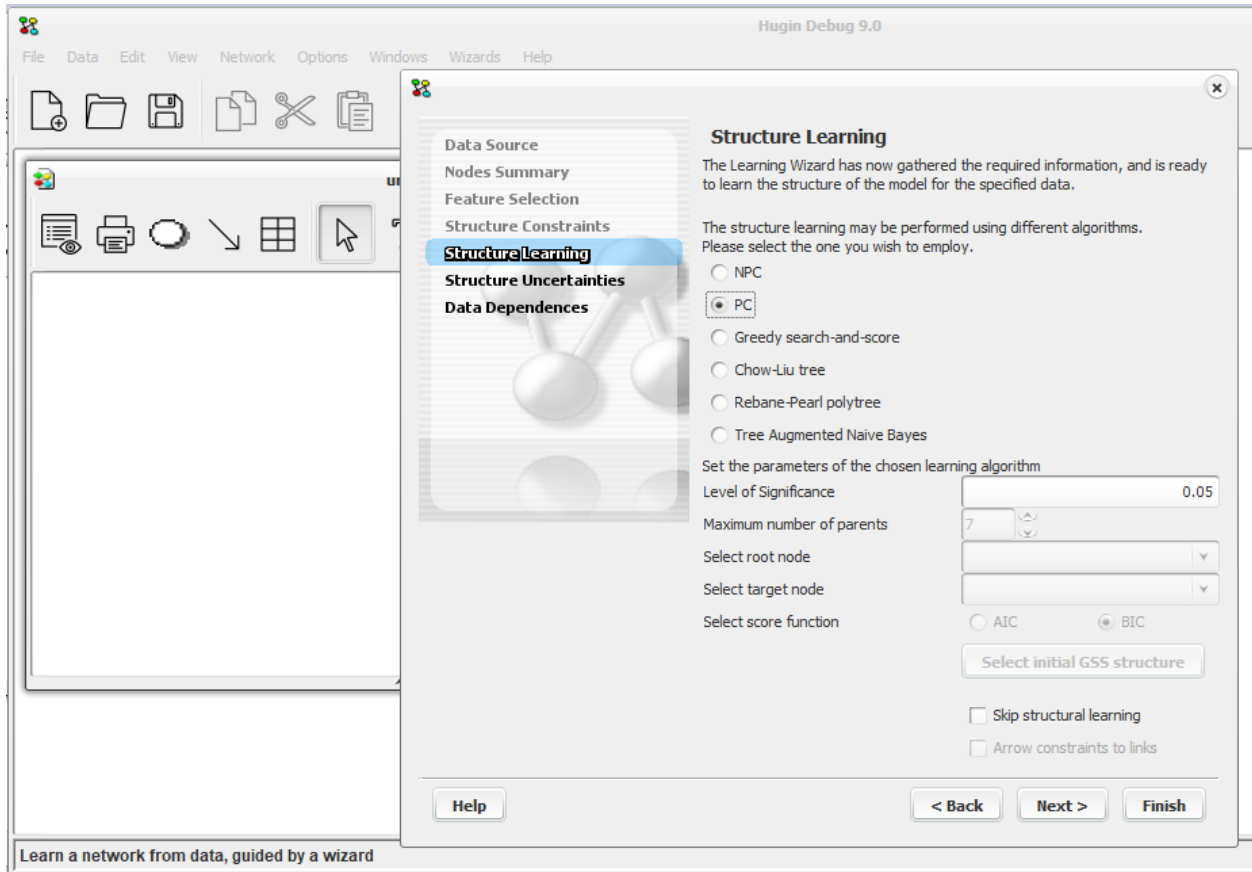 Hugin Debug 9.0
File Data Edit View Network Options Windows Wizards Help
Data Source
Nodes Summary
Feature Selection
Structure Constraints
Structure Learning
Structure Uncertainties
Data Dependences
Structure Learning
The Learning Wizard has now gathered the required information, and is ready
to learn the structure of the model for the specified data.
The structure learning may be performed using different algorithms.
Please select the one you wish to employ.
NPC
PC
Greedy search-and-score
Chow-Liu tree
Rebane-Pearl polytree
Tree Augmented Naive Bayes
Set the parameters of the chosen learning algorithm
Level of Significance 0.05
Maximum number of parents 7
Select root node
Select target node
Select score function AIC BIC
Select initial GSS structure
Skip structural learning
Arrow constraints to links
Help < Back Next > Finish
Learn a network from data, guided by a wizard